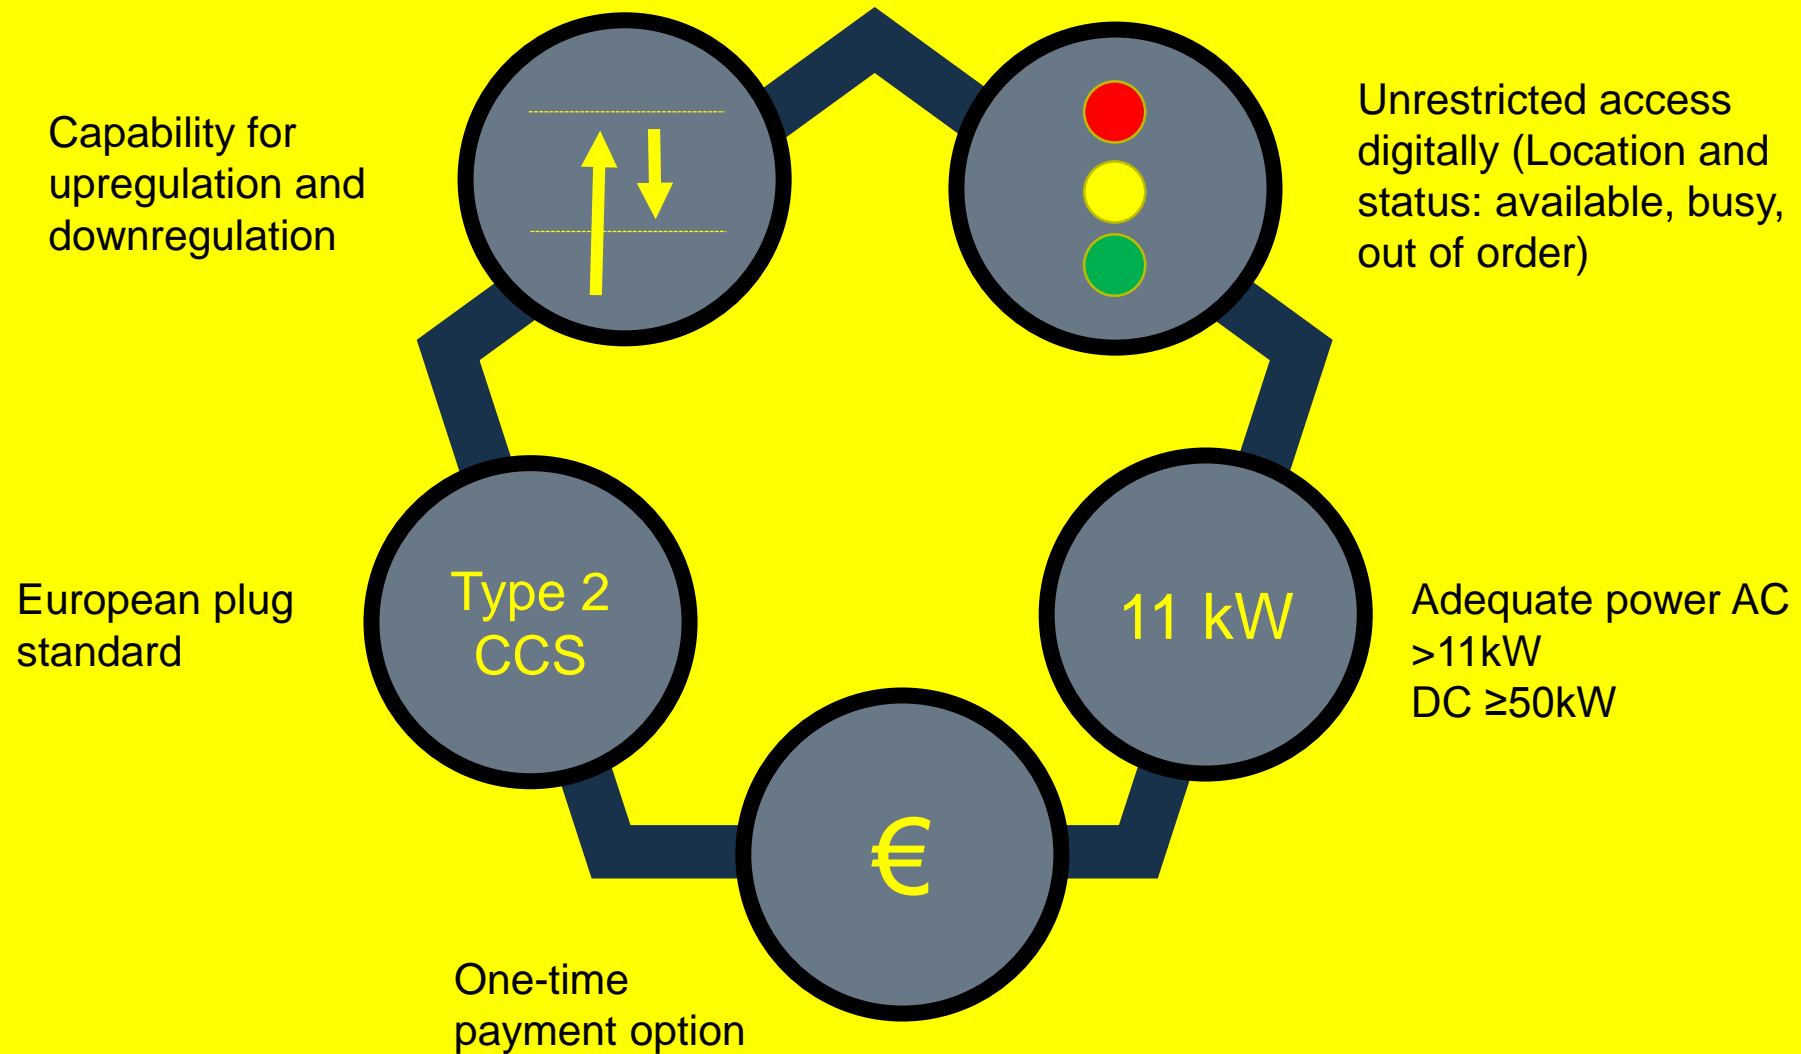 Capability for
upregulation and
downregulation
Unrestricted access
digitally (Location and
status: available, busy,
out of order)
European plug
standard
Type 2
CCS
11 kW
Adequate power AC
>11kW
DC ≥50kW
€
One-time
payment option